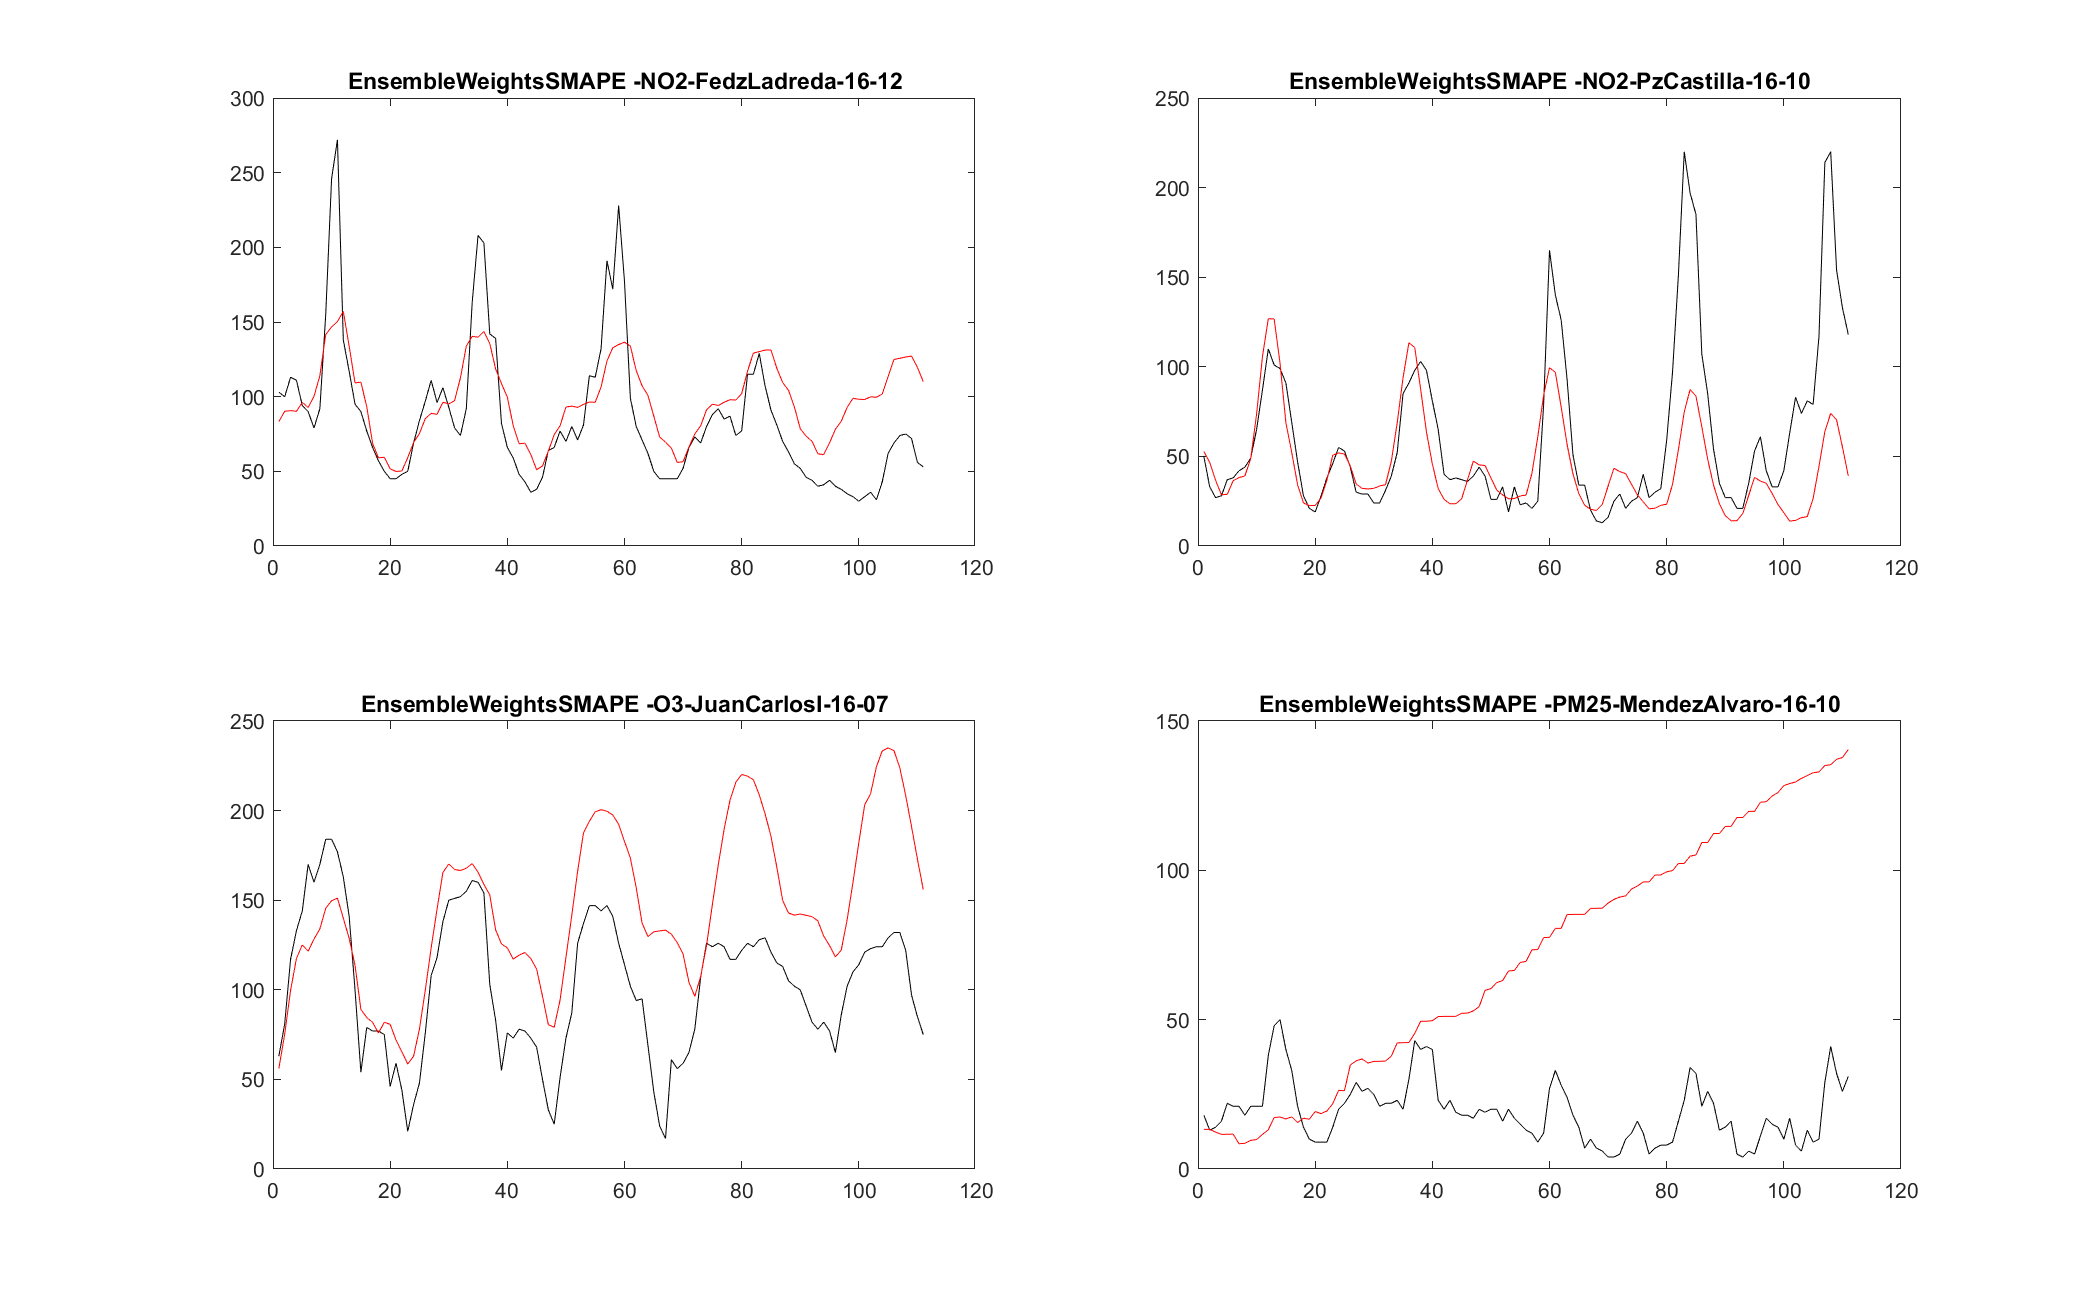 EnsembleWeightsSMAPE -NO2-FedzLadreda-16-12
300
250
200
150
100
50
0
0 20 40 60 80 100 120
EnsembleWeightsSMAPE -NO2-PzCastilla-16-10
250
200
150
100
50
0
0 20 40 60 80 100 120
EnsembleWeightsSMAPE -O3-JuanCarlosI-16-07
250
200
150
100
50
0
0 20 40 60 80 100 120
EnsembleWeightsSMAPE -PM25-MendezAlvaro-16-10
150
100
50
0
0 20 40 60 80 100 120